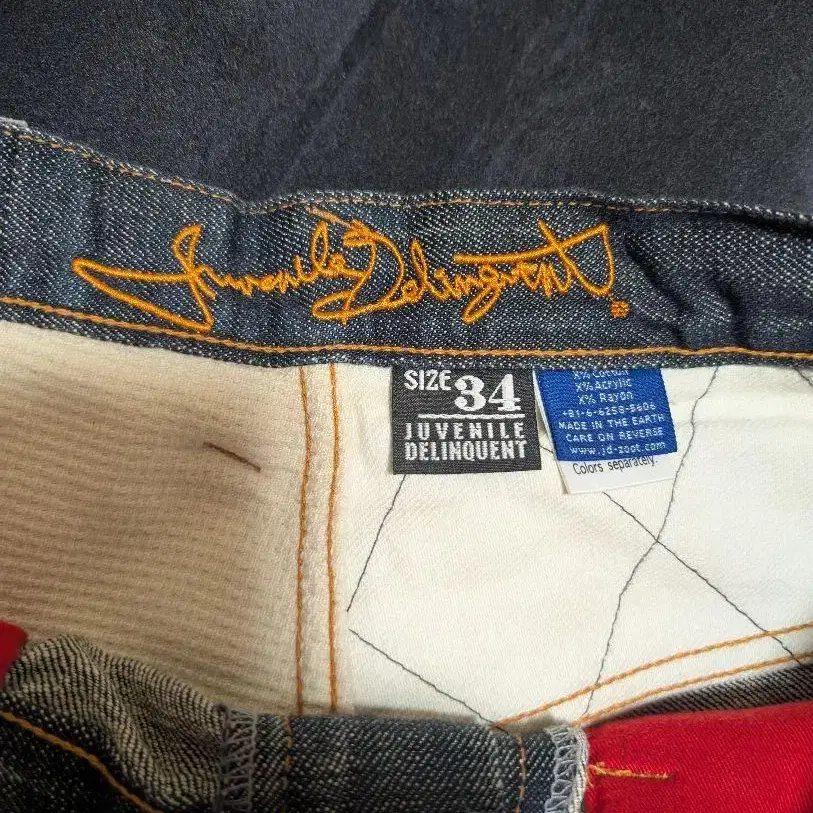 Juvenile Delinquent.
SIZE 34
JUVENILE
DELINQUENT
X% Cotton
X% Acrylic
X% Rayon
+81-6-6258-5606
MADE IN THE EARTH
CARE ON REVERSE
www.jd-zoot.com
Colors separately.